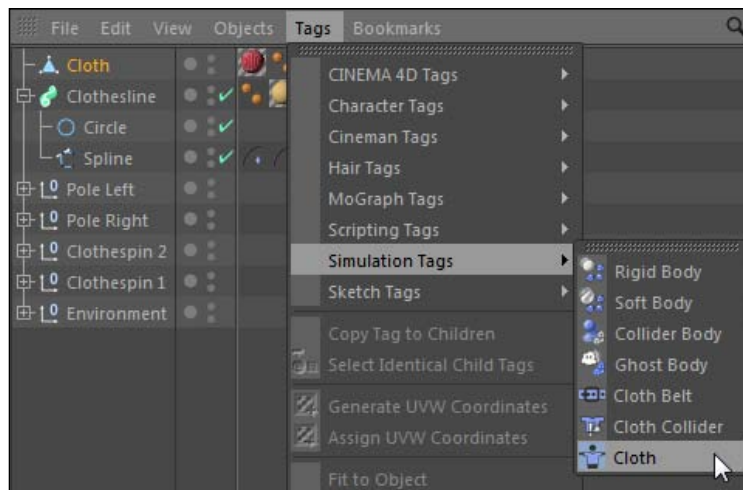 File Edit View Objects Tags Bookmarks
Cloth
Clothesline
Circle
Spline
Pole Left
Pole Right
Clothespin 2
Clothespin 1
Environment
CINEMA 4D Tags
Character Tags
Cineman Tags
Hair Tags
MoGraph Tags
Scripting Tags
Simulation Tags
Sketch Tags
Copy Tag to Children
Select Identical Child Tags
Generate UVW Coordinates
Assign UVW Coordinates
Fit to Object
Rigid Body
Soft Body
Collider Body
Ghost Body
Cloth Belt
Cloth Collider
Cloth